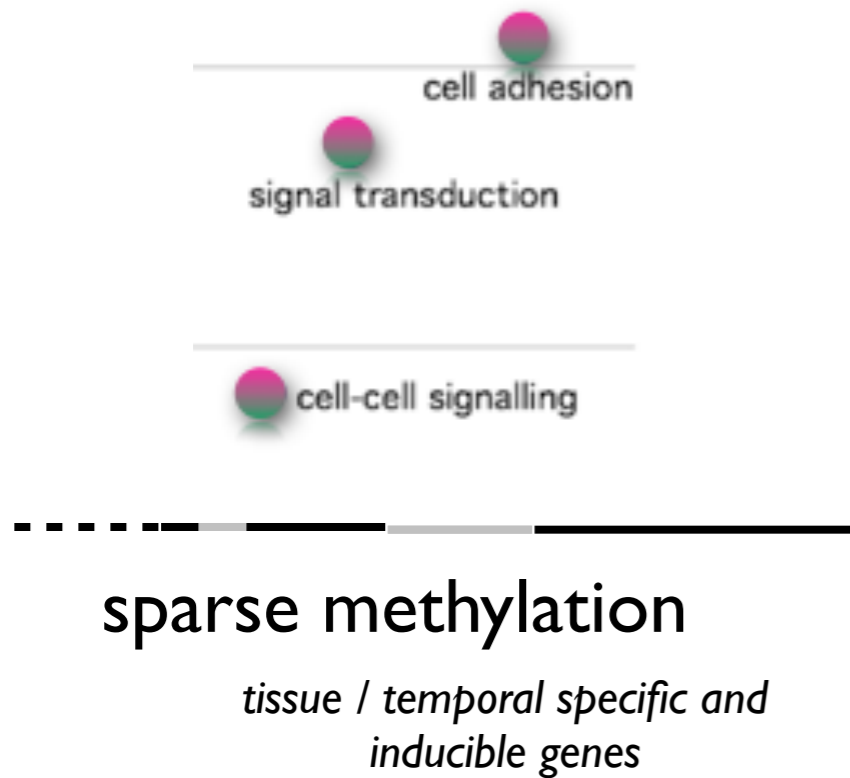 cell adhesion
signal transduction
cell-cell signalling
sparse methylation
tissue / temporal specific and
inducible genes